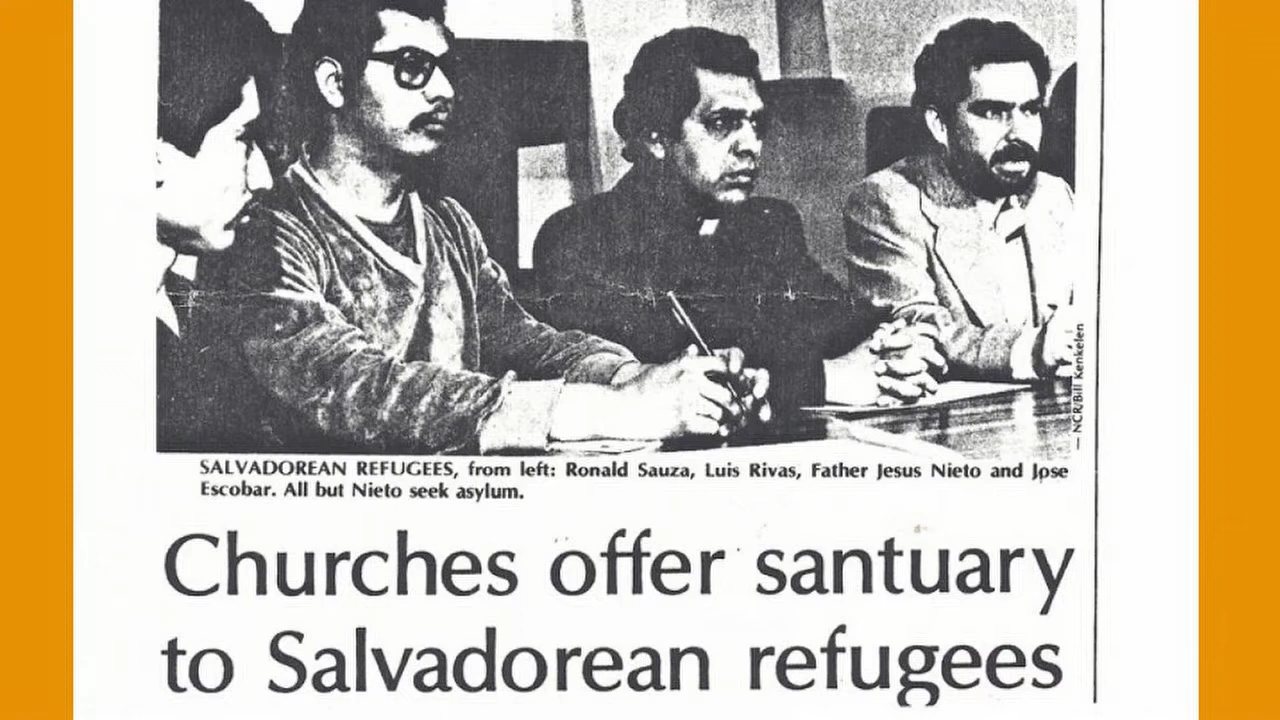 — NCR/Bill Kenkelen
SALVADOREAN REFUGEES, from left: Ronald Sauza, Luis Rivas, Father Jesus Nieto and Jose
Escobar. All but Nieto seek asylum.
Churches offer santuary
to Salvadorean refugees